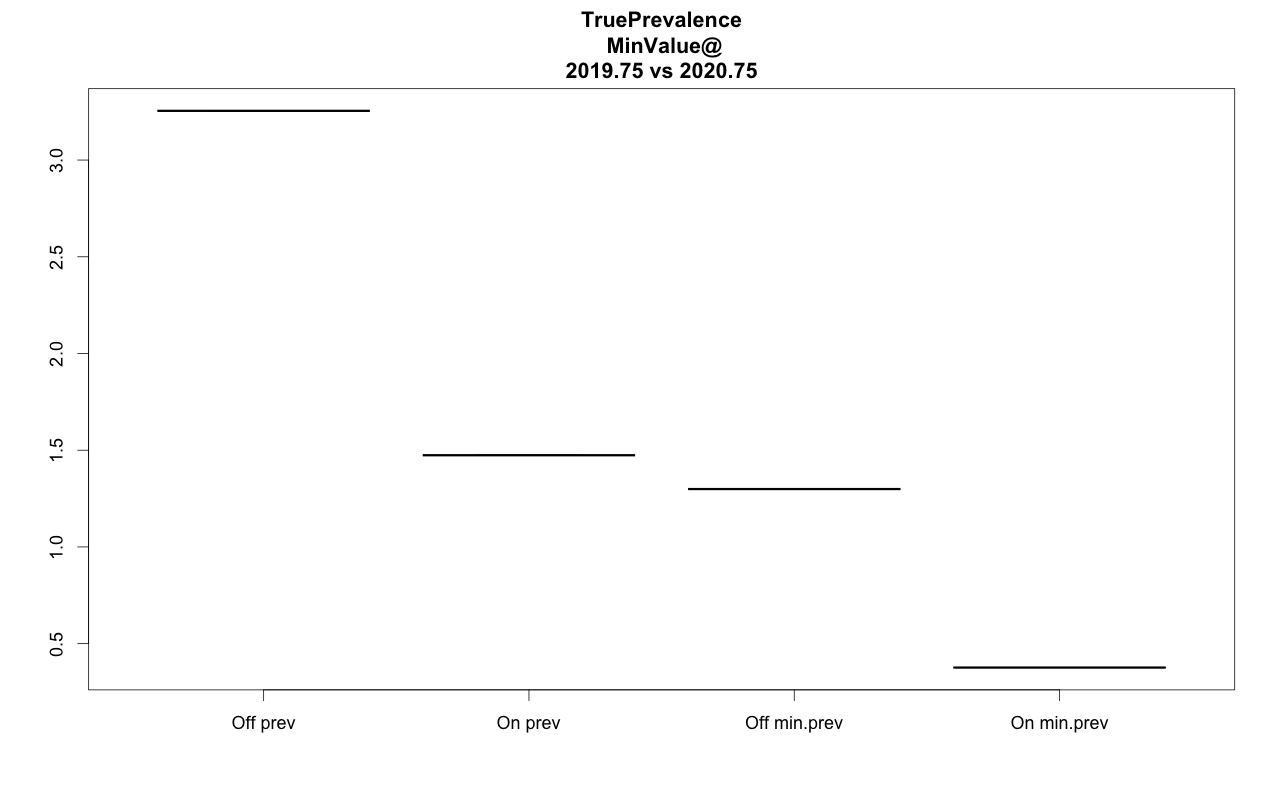 TruePrevalence
MinValue@
2019.75 vs 2020.75
3.0
2.5
2.0
1.5
1.0
0.5
Off prev
On prev
Off min.prev
On min.prev